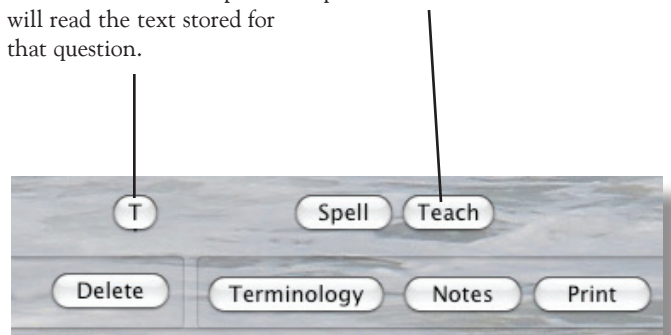 will read the text stored for
that question.
T
Spell
Teach
Delete
Terminology
Notes
Print